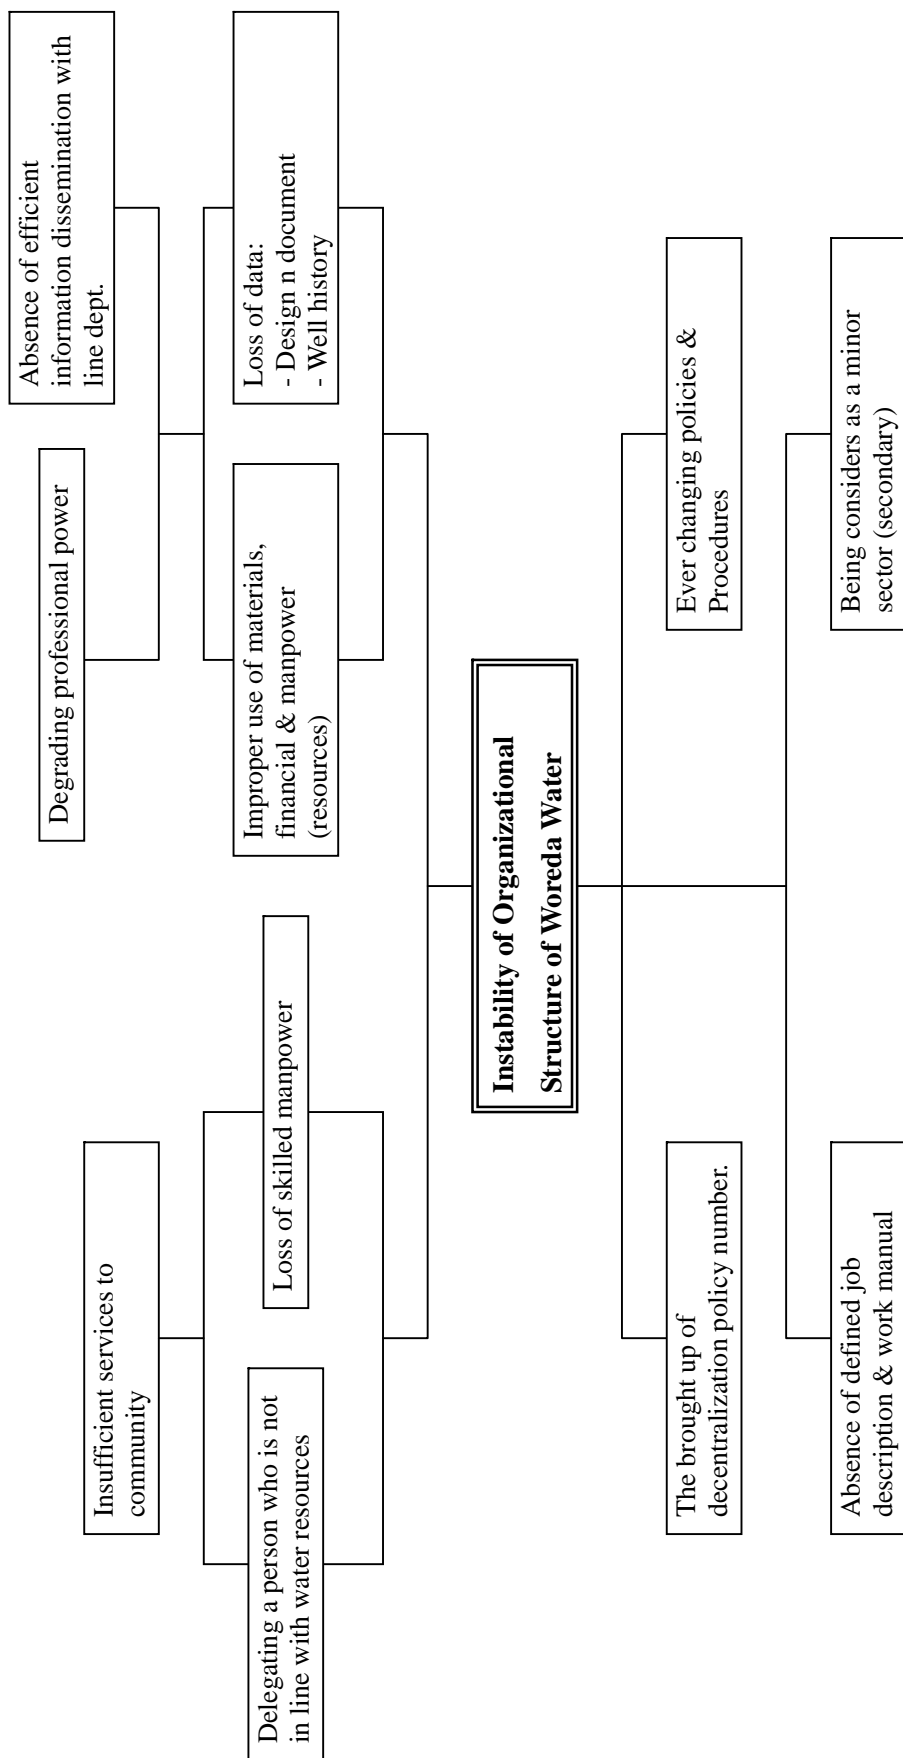 Insufficient services to
community
Degrading professional power
Absence of efficient
information dissemination with
line dept.
Delegating a person who is not
in line with water resources
Loss of skilled manpower
Improper use of materials,
financial & manpower
(resources)
Loss of data:
- Design n document
- Well history
Instability of Organizational
Structure of Woreda Water
The brought up of
decentralization policy number.
Ever changing policies &
Procedures
Absence of defined job
description & work manual
Being considers as a minor
sector (secondary)